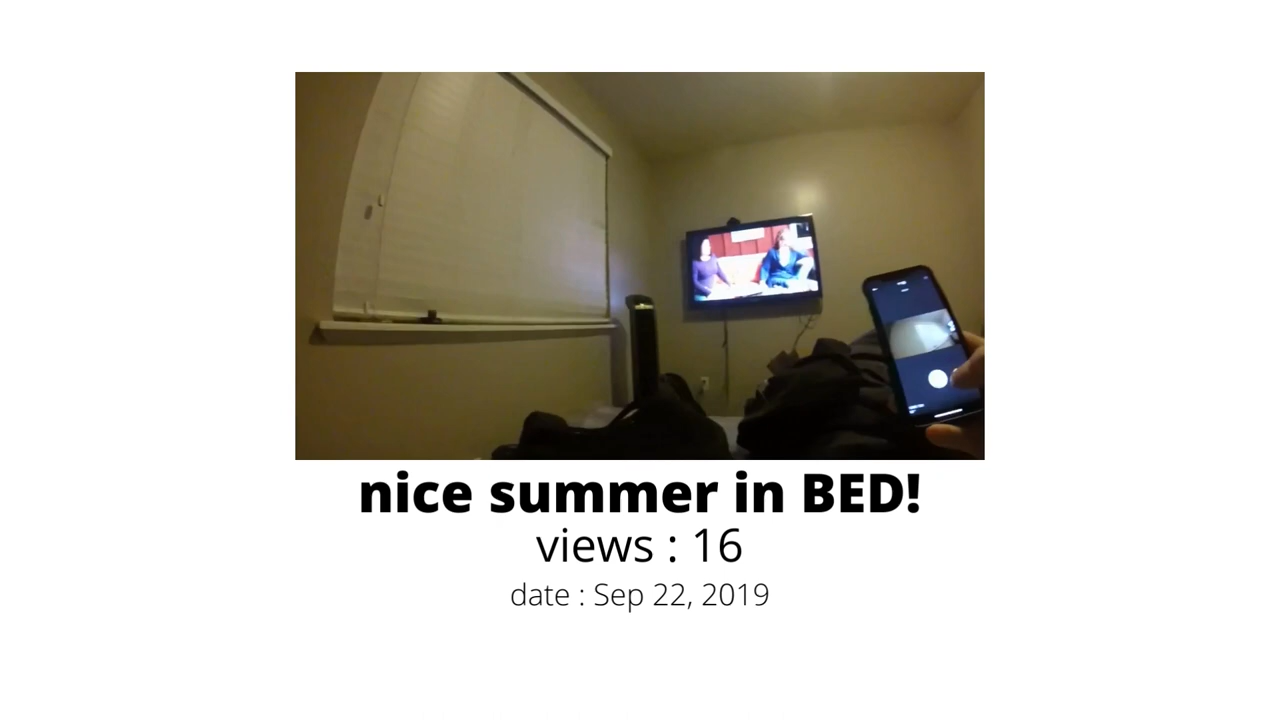 nice summer in BED!
views : 16
date : Sep 22, 2019